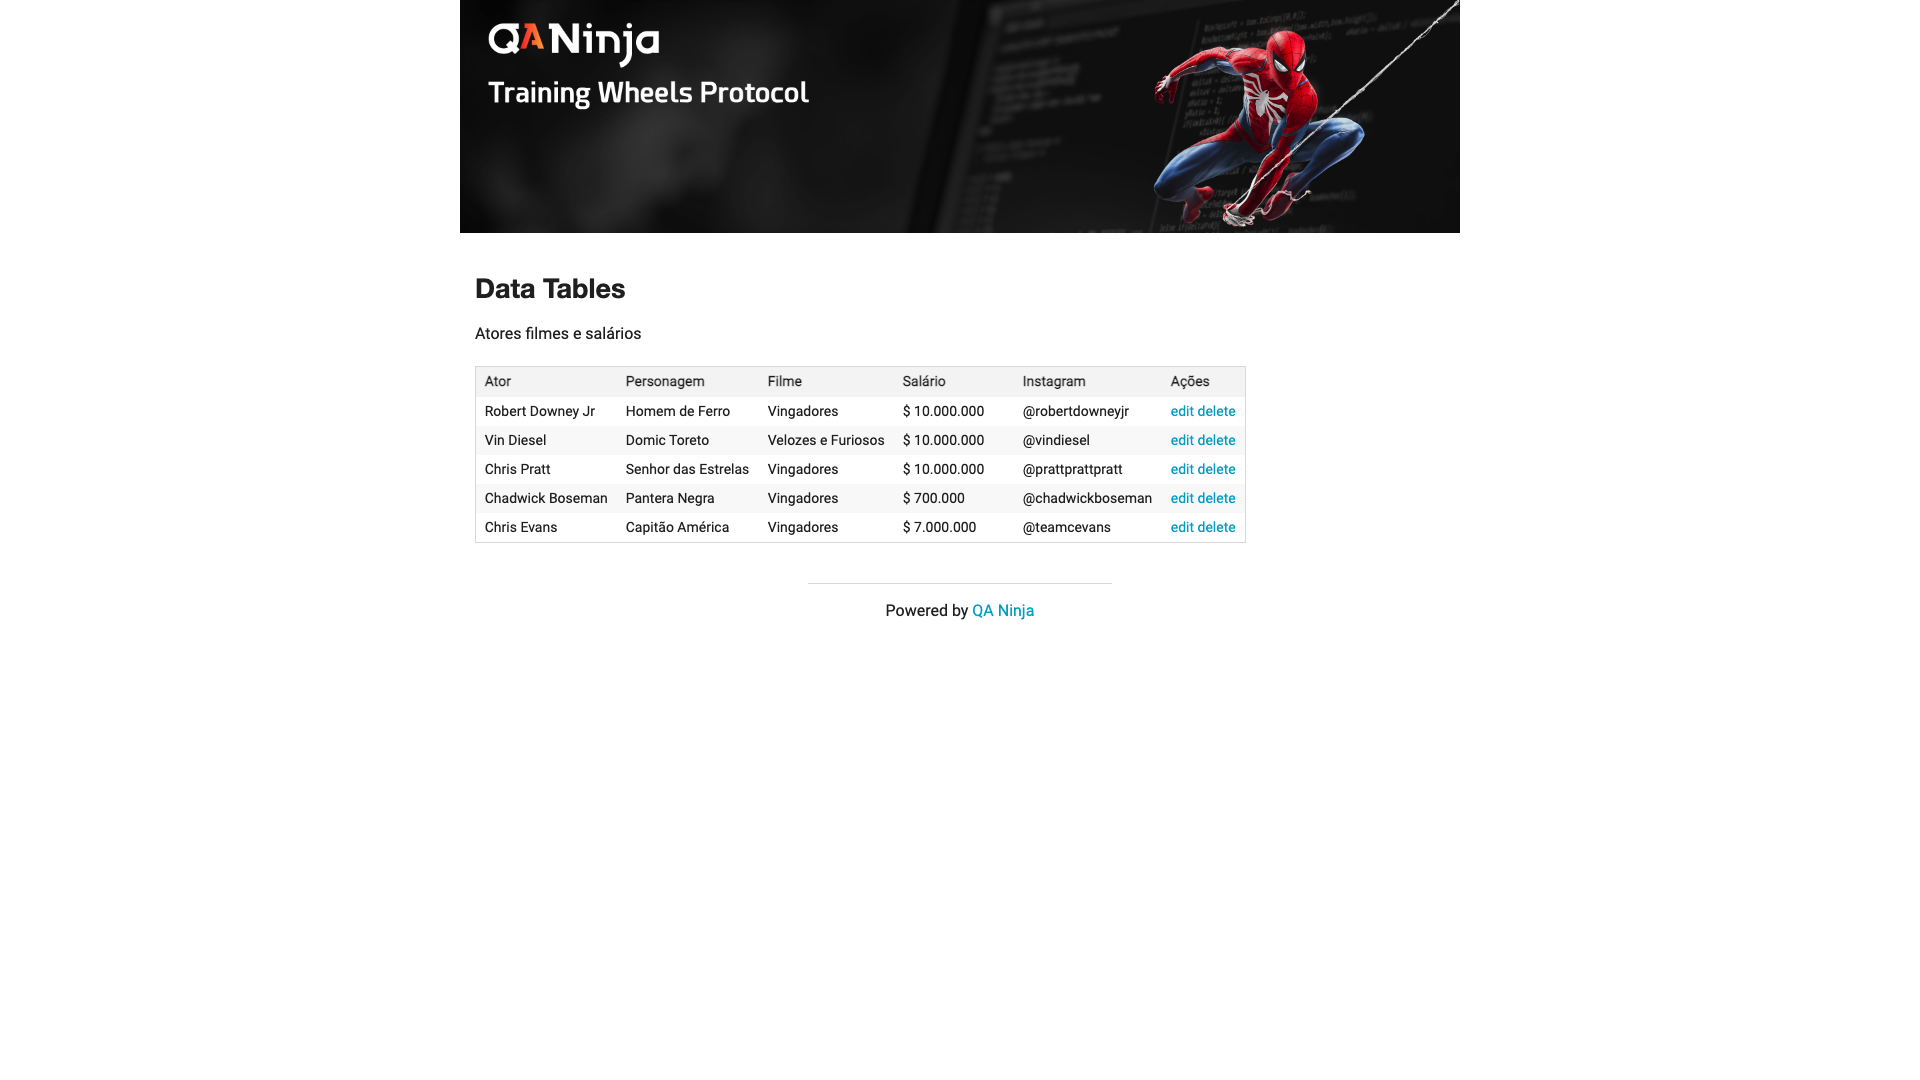 QA Ninja
Training Wheels Protocol
Data Tables
Atores filmes e salários
Ator Personagem Filme Salário Instagram Ações
Robert Downey Jr Homem de Ferro Vingadores $ 10.000.000 @robertdowneyjr edit delete
Vin Diesel Domic Toreto Velozes e Furiosos $ 10.000.000 @vindiesel edit delete
Chris Pratt Senhor das Estrelas Vingadores $ 10.000.000 @prattprattpratt edit delete
Chadwick Boseman Pantera Negra Vingadores $ 700.000 @chadwickboseman edit delete
Chris Evans Capitão América Vingadores $ 7.000.000 @teamcevans edit delete
Powered by QA Ninja